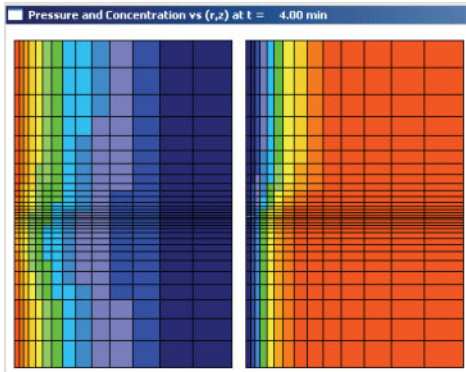 Pressure and Concentration vs (r,z) at t = 4.00 min